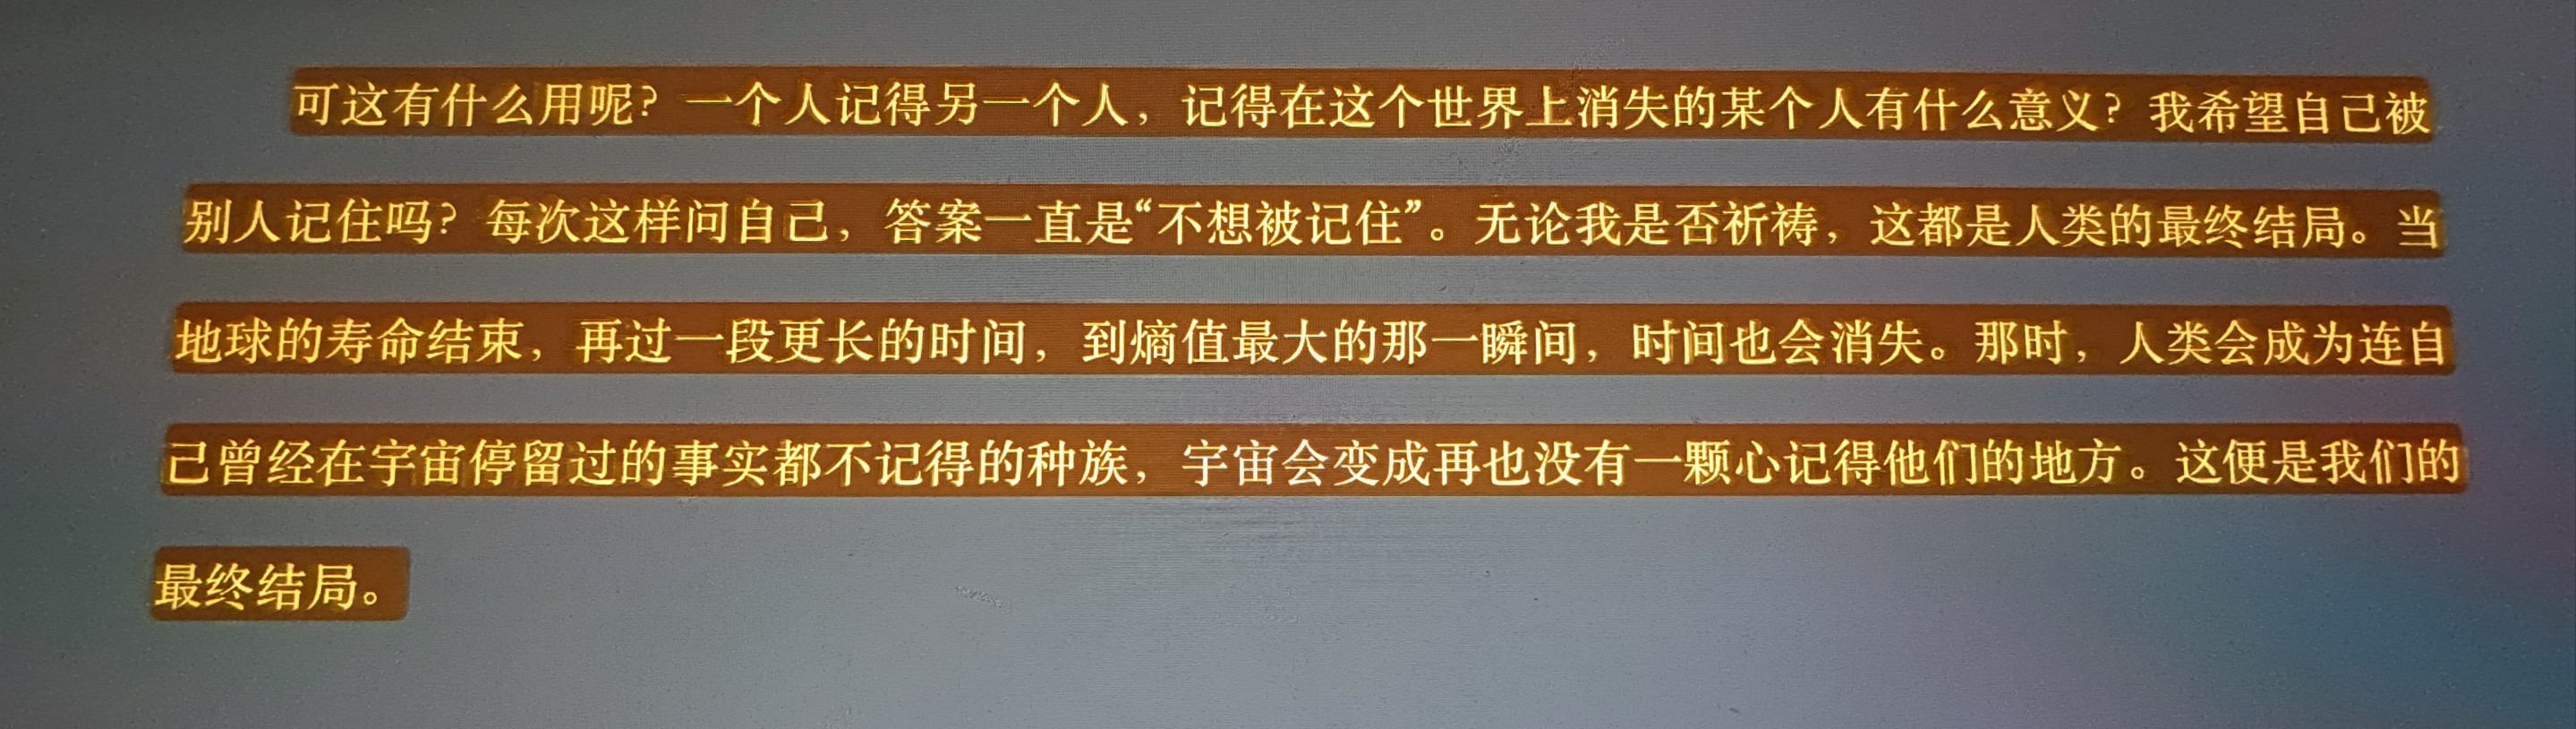 可这有什么用呢？一个人记得另一个人，记得在这个世界上消失的某个人有什么意义？我希望自己被
别人记住吗？每次这样问自己，答案一直是“不想被记住”。无论我是否祈祷，这都是人类的最终结局。当
地球的寿命结束，再过一段更长的时间，到熵值最大的那一瞬间，时间也会消失。那时，人类会成为连自
己曾经在宇宙停留过的事实都不记得的种族，宇宙会变成再也没有一颗心记得他们的地方。这便是我们的
最终结局。